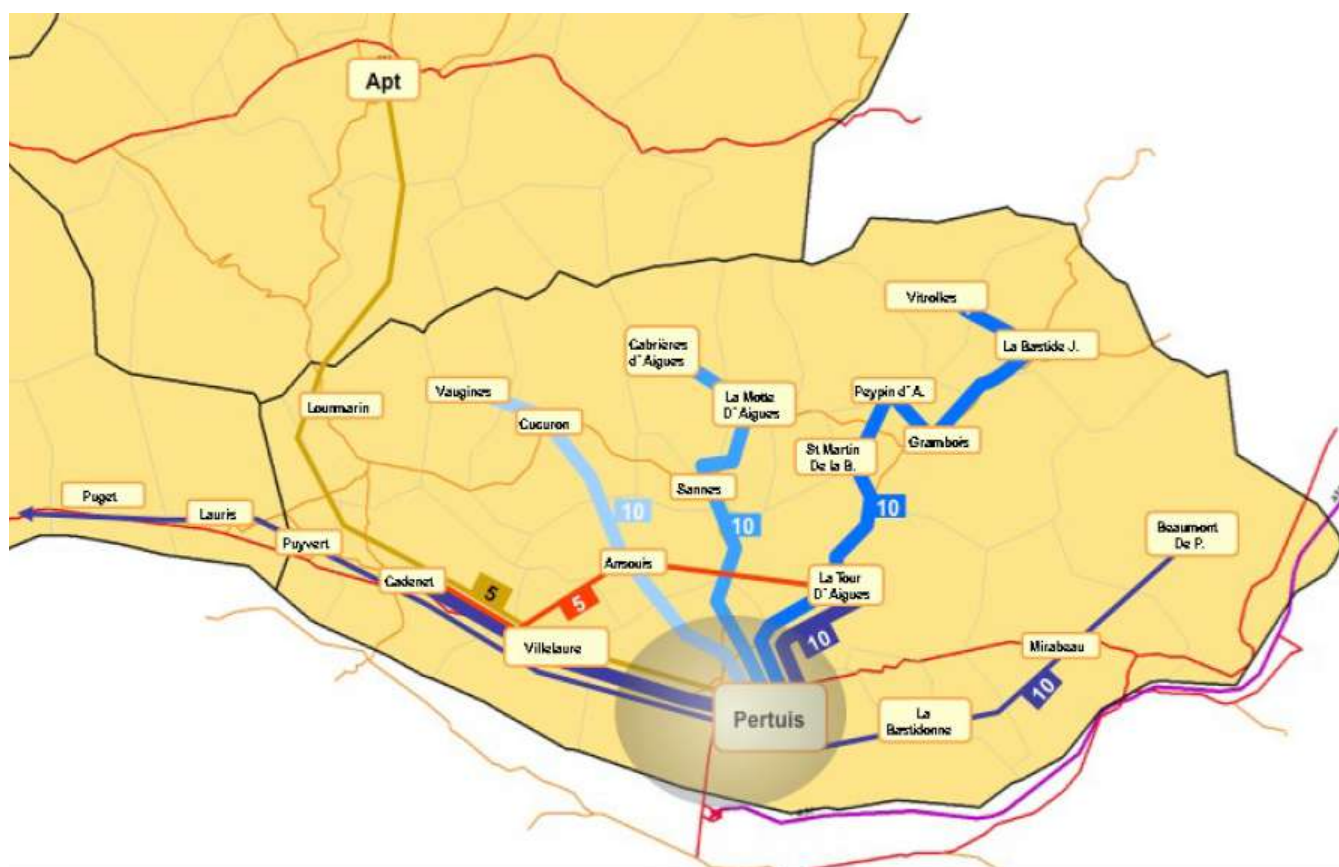 Apt
Vitrolles
La Bastide J.
Cabrières
d'Aigues
Vaugines
La Motte
D'Aigues
Peypin d'A.
Lourmarin
Cucuron
Grambois
St Martin
De la B.
Sannes
Puget
Lauris
10
10
10
Beaumont
De P.
Puyvert
Ansouis
Cadenet
La Tour
D'Aigues
5
5
Villelaure
10
Mirabeau
10
Pertuis
La
Bastidonne